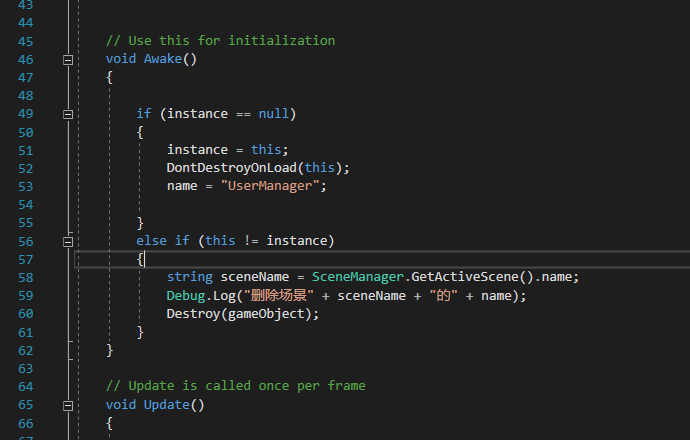 43
44
45 // Use this for initialization
46 void Awake()
47 {
48
49 if (instance == null)
50 {
51 instance = this;
52 DontDestroyOnLoad(this);
53 name = "UserManager";
54
55 }
56 else if (this != instance)
57 {
58 string sceneName = SceneManager.GetActiveScene().name;
59 Debug.Log("删除场景" + sceneName + "的" + name);
60 Destroy(gameObject);
61 }
62 }
63
64 // Update is called once per frame
65 void Update()
66 {
67